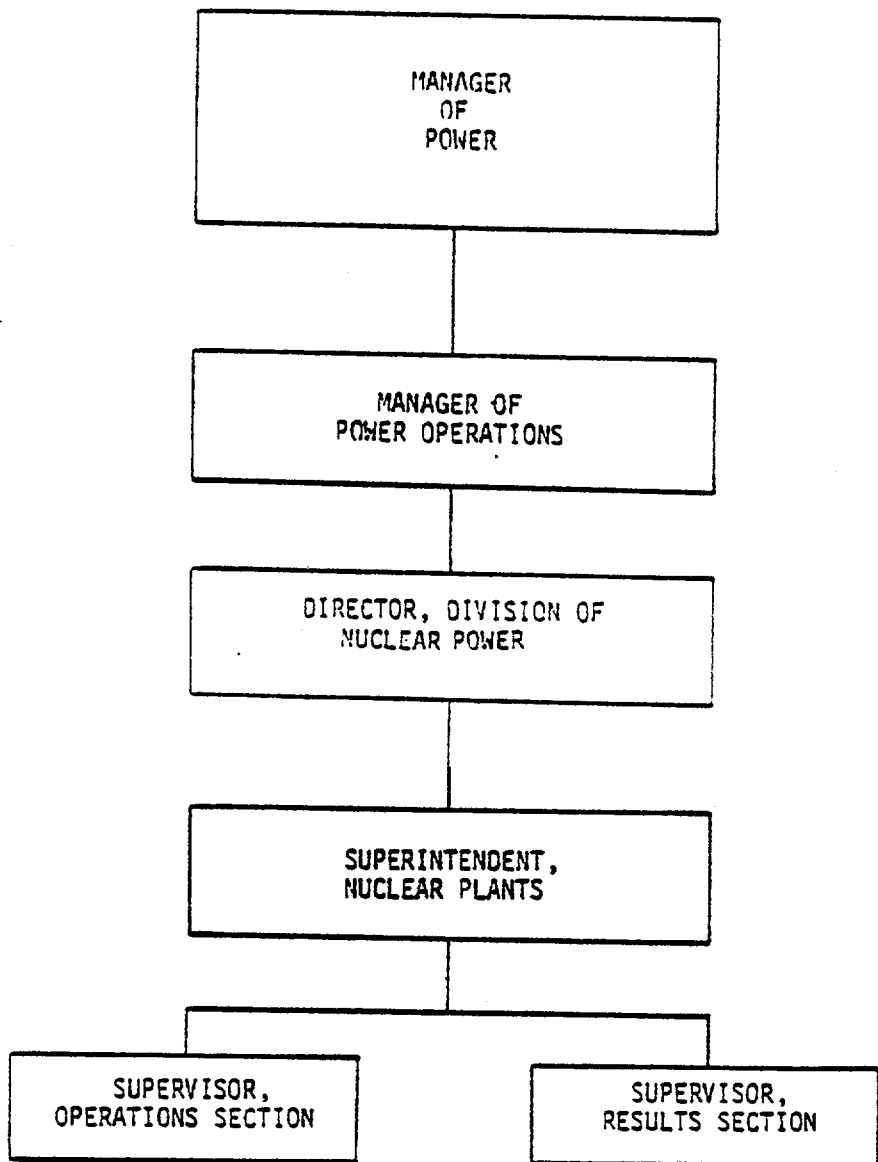 MANAGER
OF
POWER
MANAGER OF
POWER OPERATIONS
DIRECTOR, DIVISION OF
NUCLEAR POWER
SUPERINTENDENT,
NUCLEAR PLANTS
SUPERVISOR,
OPERATIONS SECTION
SUPERVISOR,
RESULTS SECTION